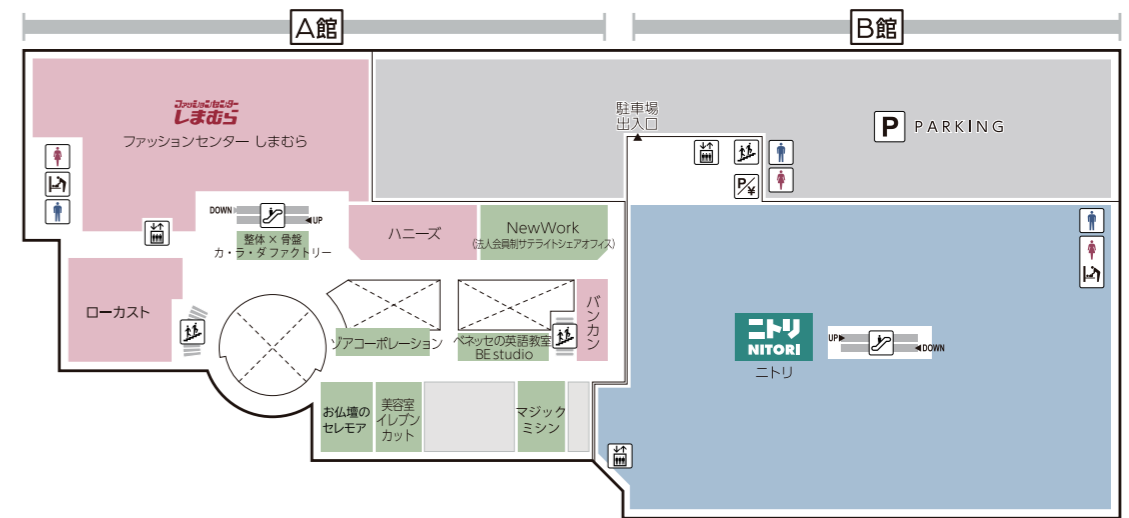 A館
B館
ファッションセンター
しまむら
ファッションセンター しまむら
駐車場
出入口
P PARKING
P/¥
DOWN
UP
整体×骨盤
カ・ラ・ダ ファクトリー
ハニーズ
NewWork
(法人会員制サテライトシェアオフィス)
ローカスト
バンカン
ゾアコーポレーション
ベネッセの英語教室
BE studio
ニトリ
NITORI
ニトリ
UP
DOWN
お仏壇の
セレモア
美容室
イレブン
カット
マジック
ミシン